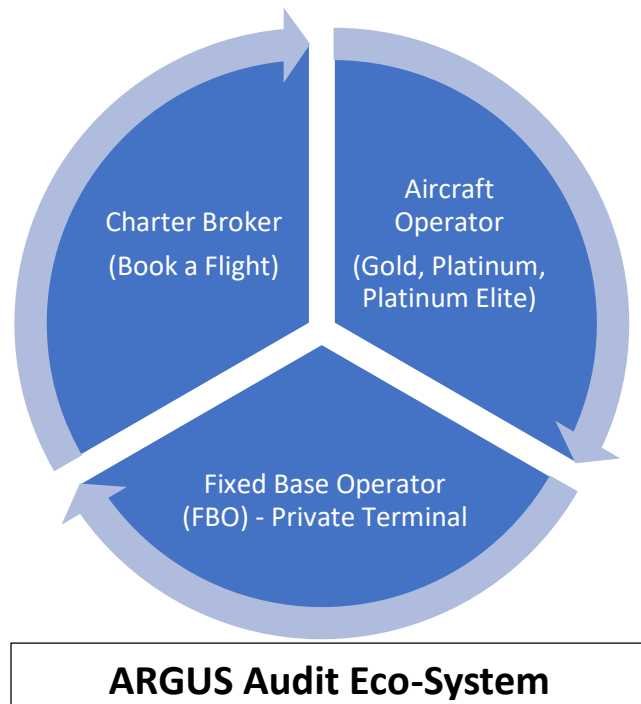 Charter Broker
(Book a Flight)
Aircraft
Operator
(Gold, Platinum,
Platinum Elite)
Fixed Base Operator
(FBO) - Private Terminal
ARGUS Audit Eco-System